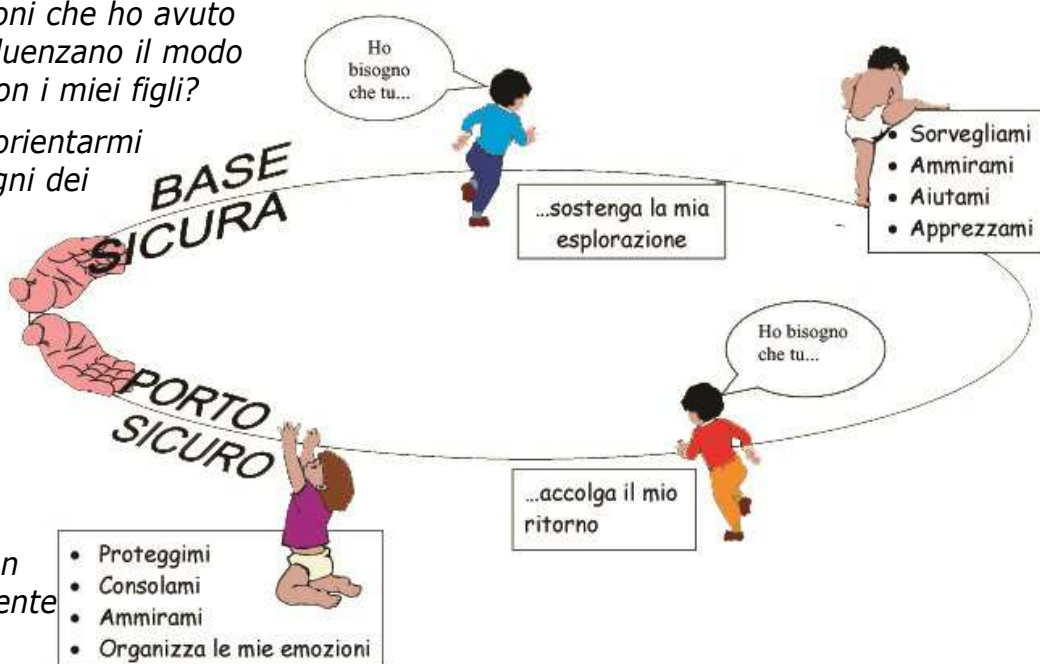 oni che ho avuto
luenzano il modo
on i miei figli?
orientarmi
gni dei
BASE
SICURA
Ho
bisogno
che tu...
...sostenga la mia
esplorazione
• Sorvegliami
• Ammirami
• Aiutami
• Apprezzami
Ho bisogno
che tu...
...accolga il mio
ritorno
PORTO
SICURO
n
ente
• Proteggimi
• Consolami
• Ammirami
• Organizza le mie emozioni